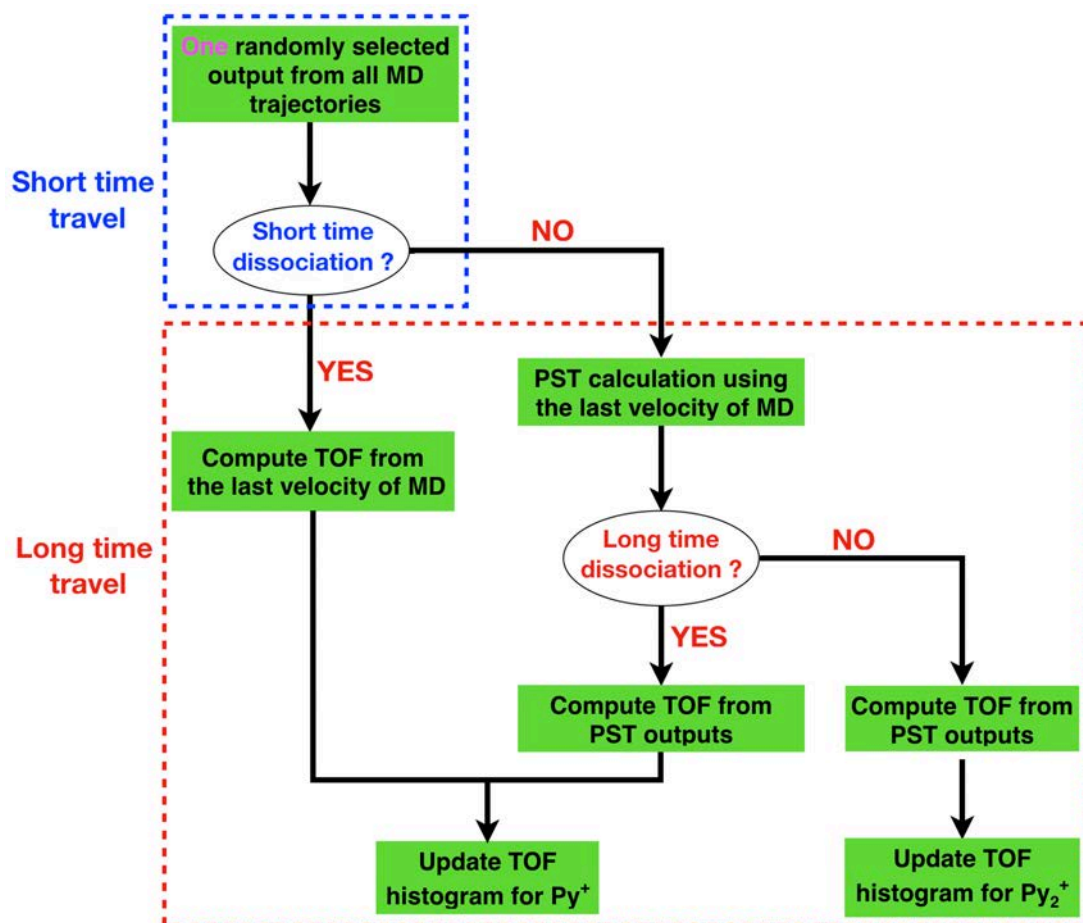 One randomly selected
output from all MD
trajectories
Short time
travel
Short time
dissociation ?
NO
YES
PST calculation using
the last velocity of MD
Compute TOF from
the last velocity of MD
Long time
travel
Long time
dissociation ?
NO
YES
Compute TOF from
PST outputs
Compute TOF from
PST outputs
Update TOF
histogram for Py⁺
Update TOF
histogram for Py₂⁺